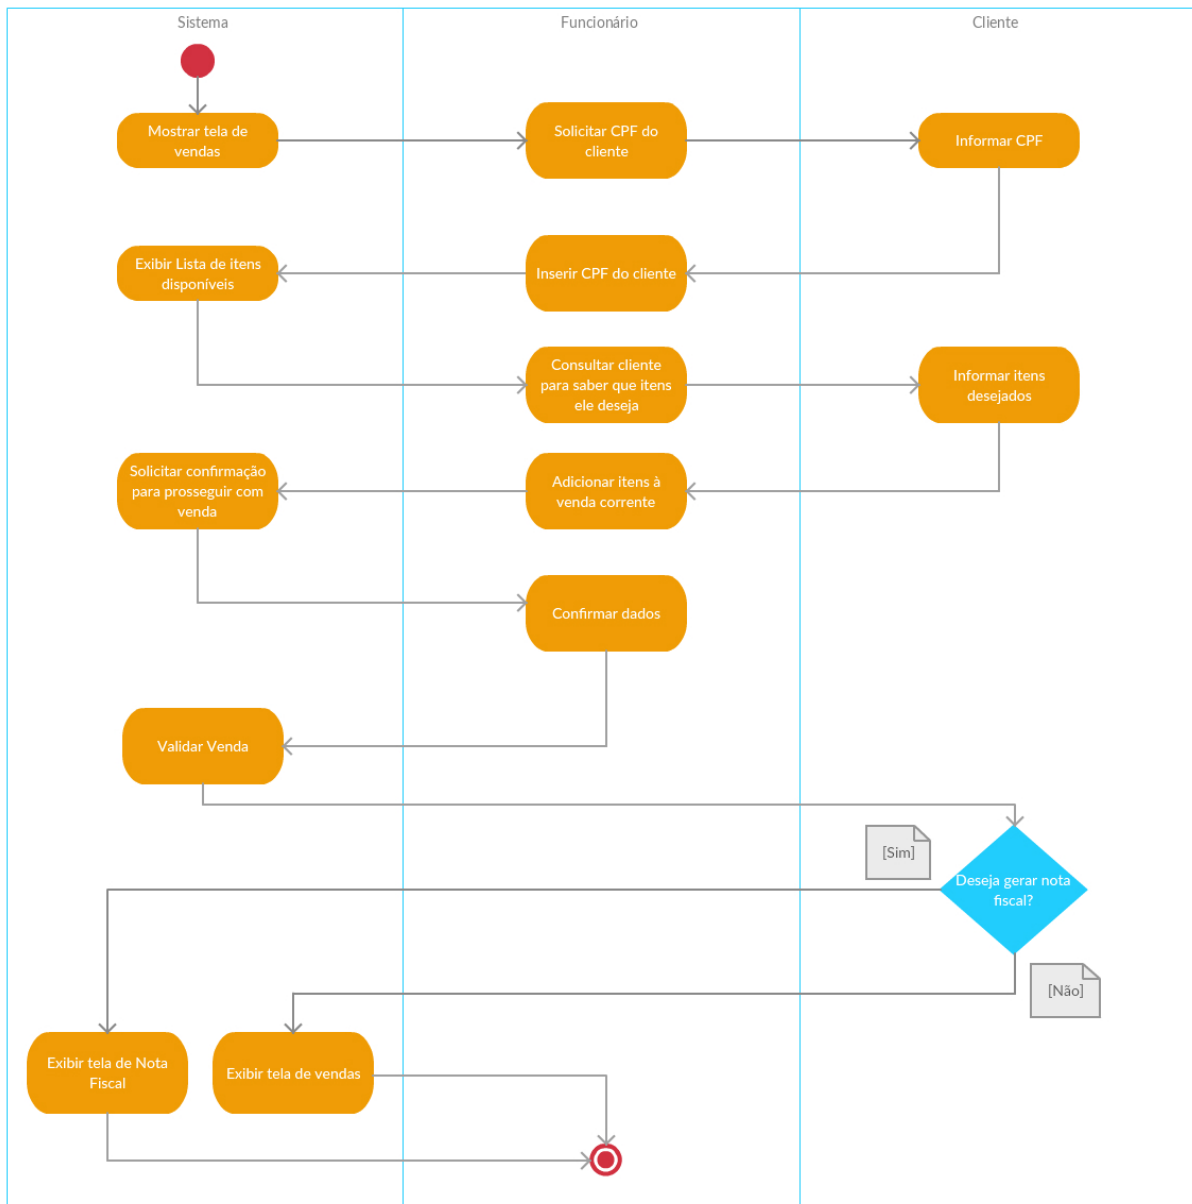 Sistema
Funcionário
Cliente
Mostrar tela de
vendas
Solicitar CPF do
cliente
Informar CPF
Exibir Lista de itens
disponíveis
Inserir CPF do cliente
Consultar cliente
para saber que itens
ele deseja
Informar itens
desejados
Solicitar confirmação
para prosseguir com
venda
Adicionar itens à
venda corrente
Confirmar dados
Validar Venda
[Sim]
Deseja gerar nota
fiscal?
[Não]
Exibir tela de Nota
Fiscal
Exibir tela de vendas